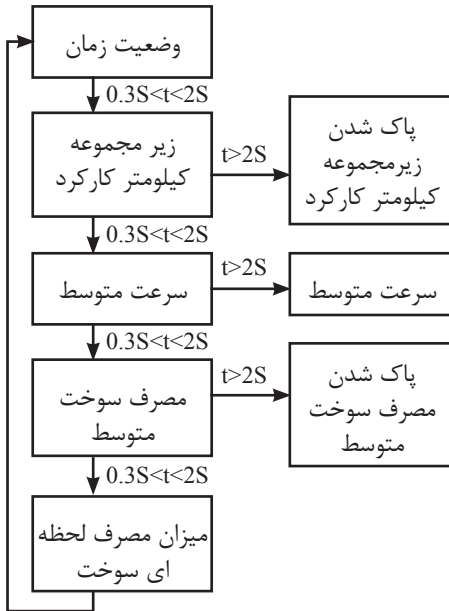 وضعیت زمان
0.3S<t<2S
زیر مجموعه
کیلومتر کارکرد
t>2S
پاک شدن
زیرمجموعه
کیلومتر کارکرد
0.3S<t<2S
سرعت متوسط
t>2S
سرعت متوسط
0.3S<t<2S
مصرف سوخت
متوسط
t>2S
پاک شدن
مصرف سوخت
متوسط
0.3S<t<2S
میزان مصرف لحظه
ای سوخت